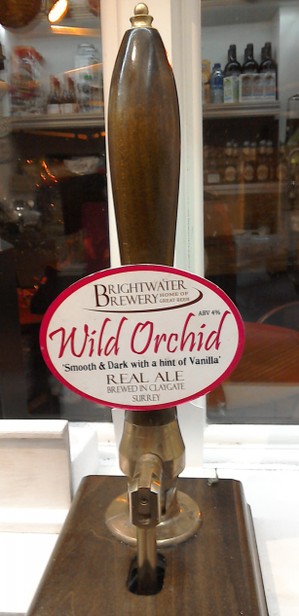 BRIGHTWATER
BREWERY HOME OF
GREAT BEER
ABV 4%
Wild Orchid
'Smooth & Dark with a hint of Vanilla'
REAL ALE
BREWED IN CLAYGATE
SURREY